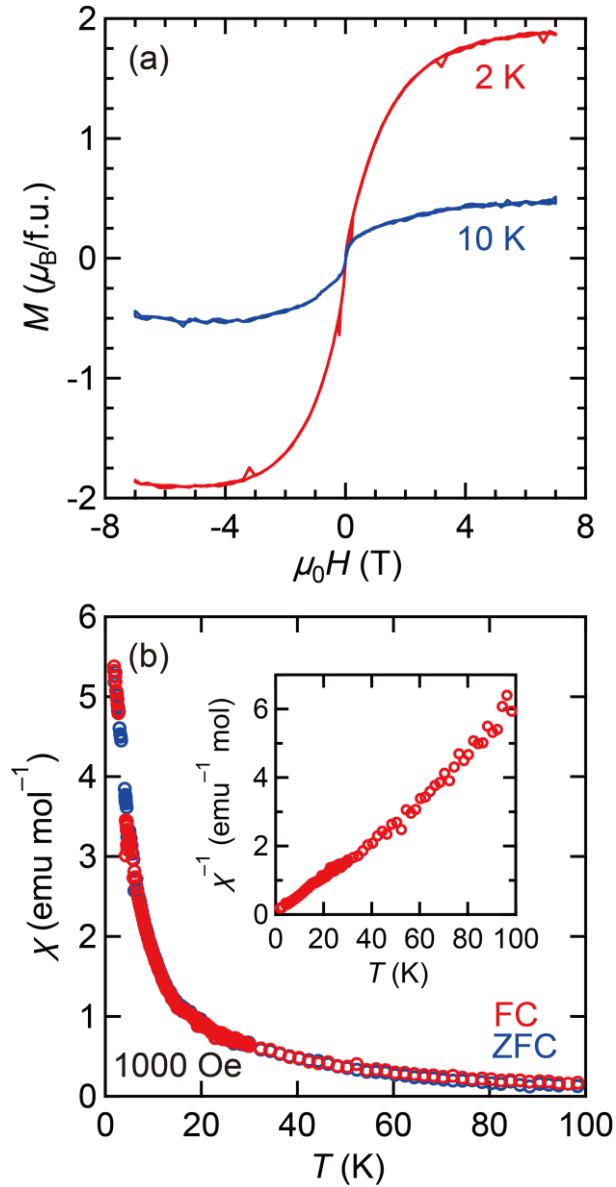 (a)
2
1
0
-1
-2
M (μB/f.u.)
2 K
10 K
-8
-4
0
4
8
μ0H (T)
(b)
6
5
4
3
2
1
0
χ (emu mol−1)
6
4
2
0
χ−1 (emu−1 mol)
0 20 40 60 80 100
T (K)
FC
ZFC
1000 Oe
0 20 40 60 80 100
T (K)